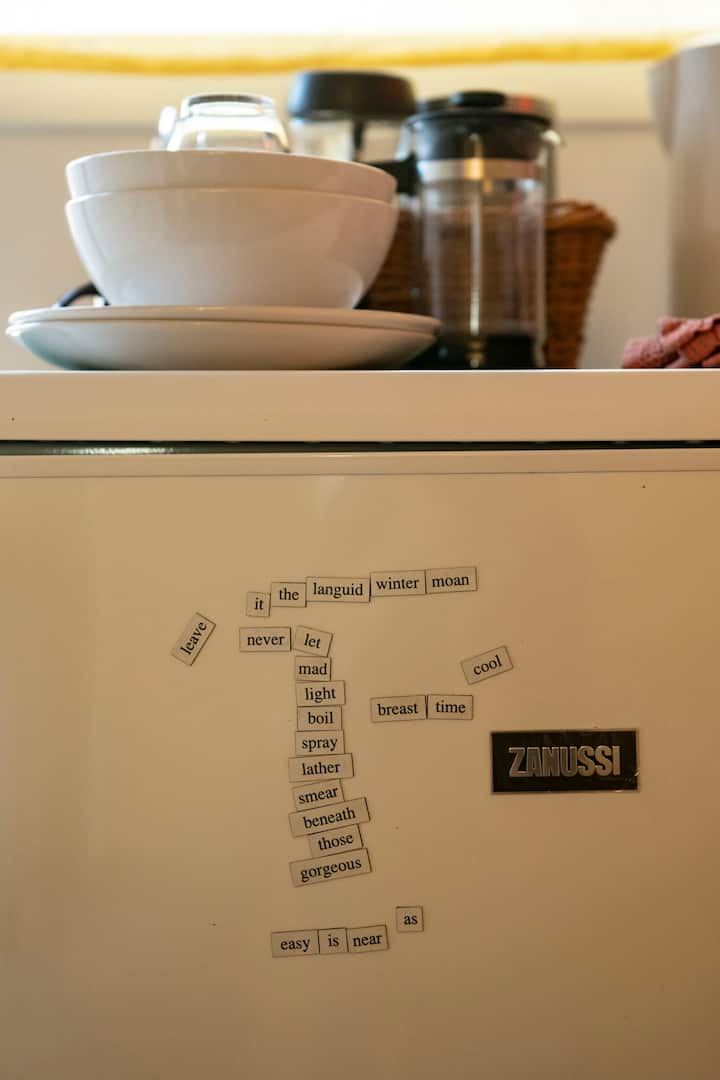 it the languid winter moan
leave
never let
mad
cool
light
breast time
boil
spray
ZANUSSI
lather
smear
beneath
those
gorgeous
as
easy is near